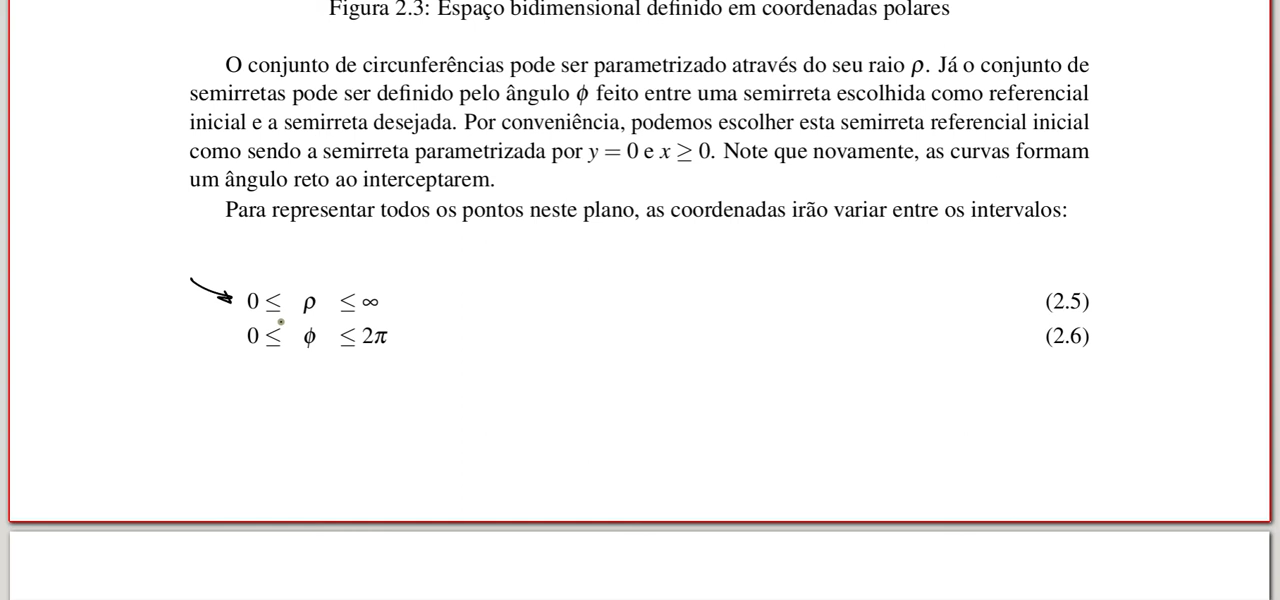 Figura 2.3: Espaço bidimensional definido em coordenadas polares
O conjunto de circunferências pode ser parametrizado através do seu raio ρ. Já o conjunto de
semirretas pode ser definido pelo ângulo ϕ feito entre uma semirreta escolhida como referencial
inicial e a semirreta desejada. Por conveniência, podemos escolher esta semirreta referencial inicial
como sendo a semirreta parametrizada por y = 0 e x ≥ 0. Note que novamente, as curvas formam
um ângulo reto ao interceptarem.
Para representar todos os pontos neste plano, as coordenadas irão variar entre os intervalos:
0 ≤ ρ ≤ ∞ (2.5)
0 ≤ ϕ ≤ 2π (2.6)